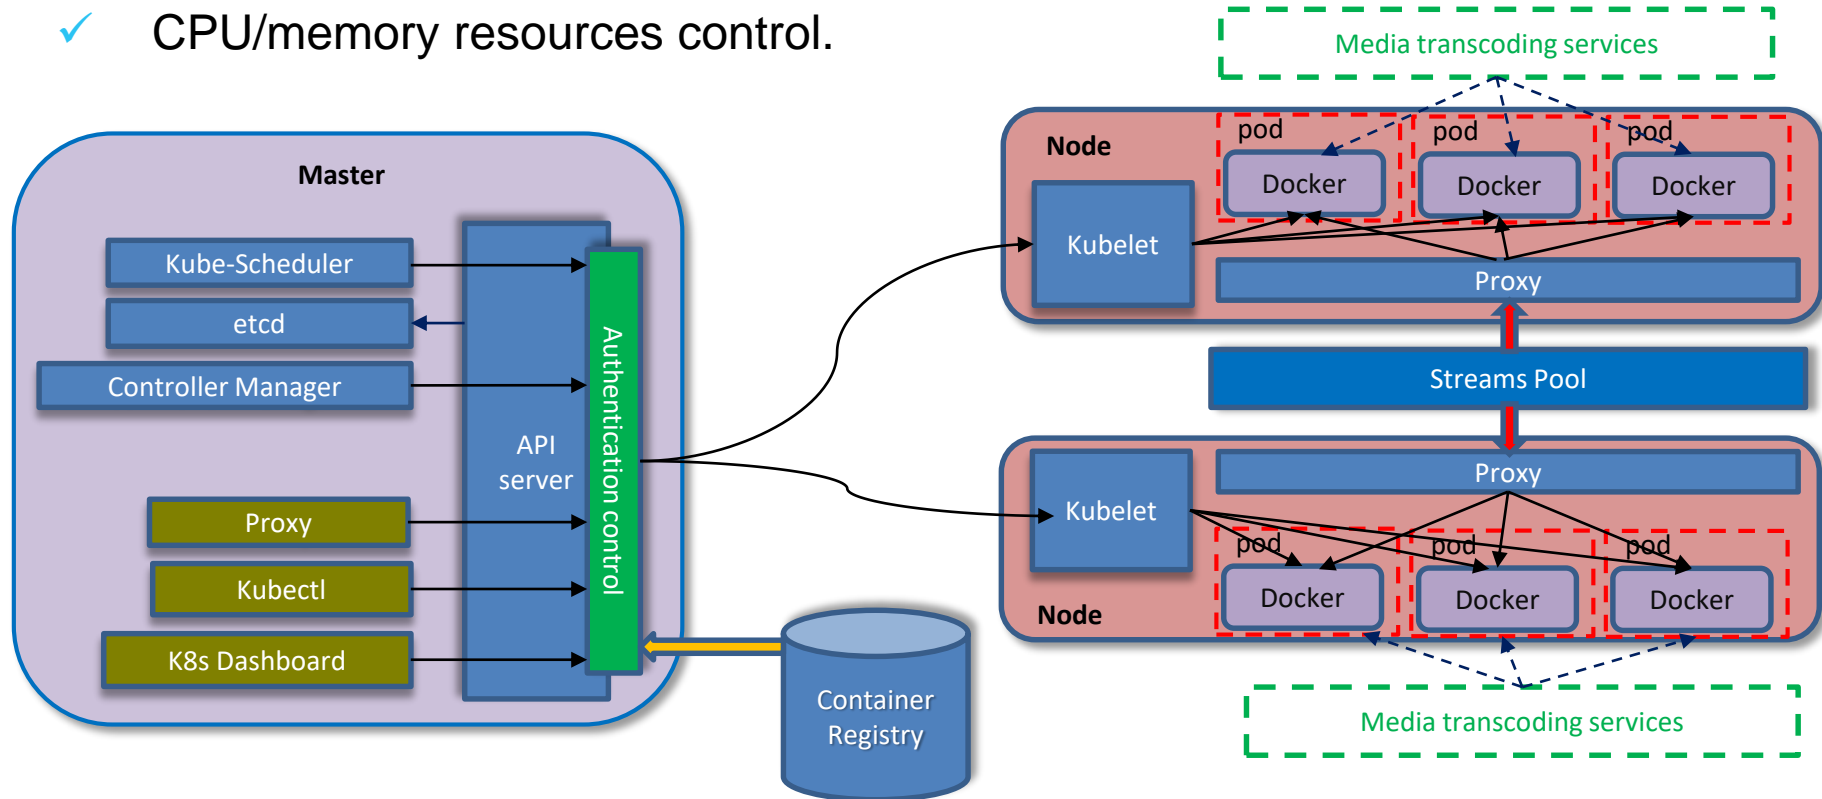 ✓ CPU/memory resources control.
Master
Kube-Scheduler
etcd
Controller Manager
Proxy
Kubectl
K8s Dashboard
API
server
Authentication control
Container
Registry
Media transcoding services
Node
pod
pod
pod
Docker
Docker
Docker
Kubelet
Proxy
Streams Pool
Proxy
Kubelet
pod
pod
pod
Docker
Docker
Docker
Node
Media transcoding services